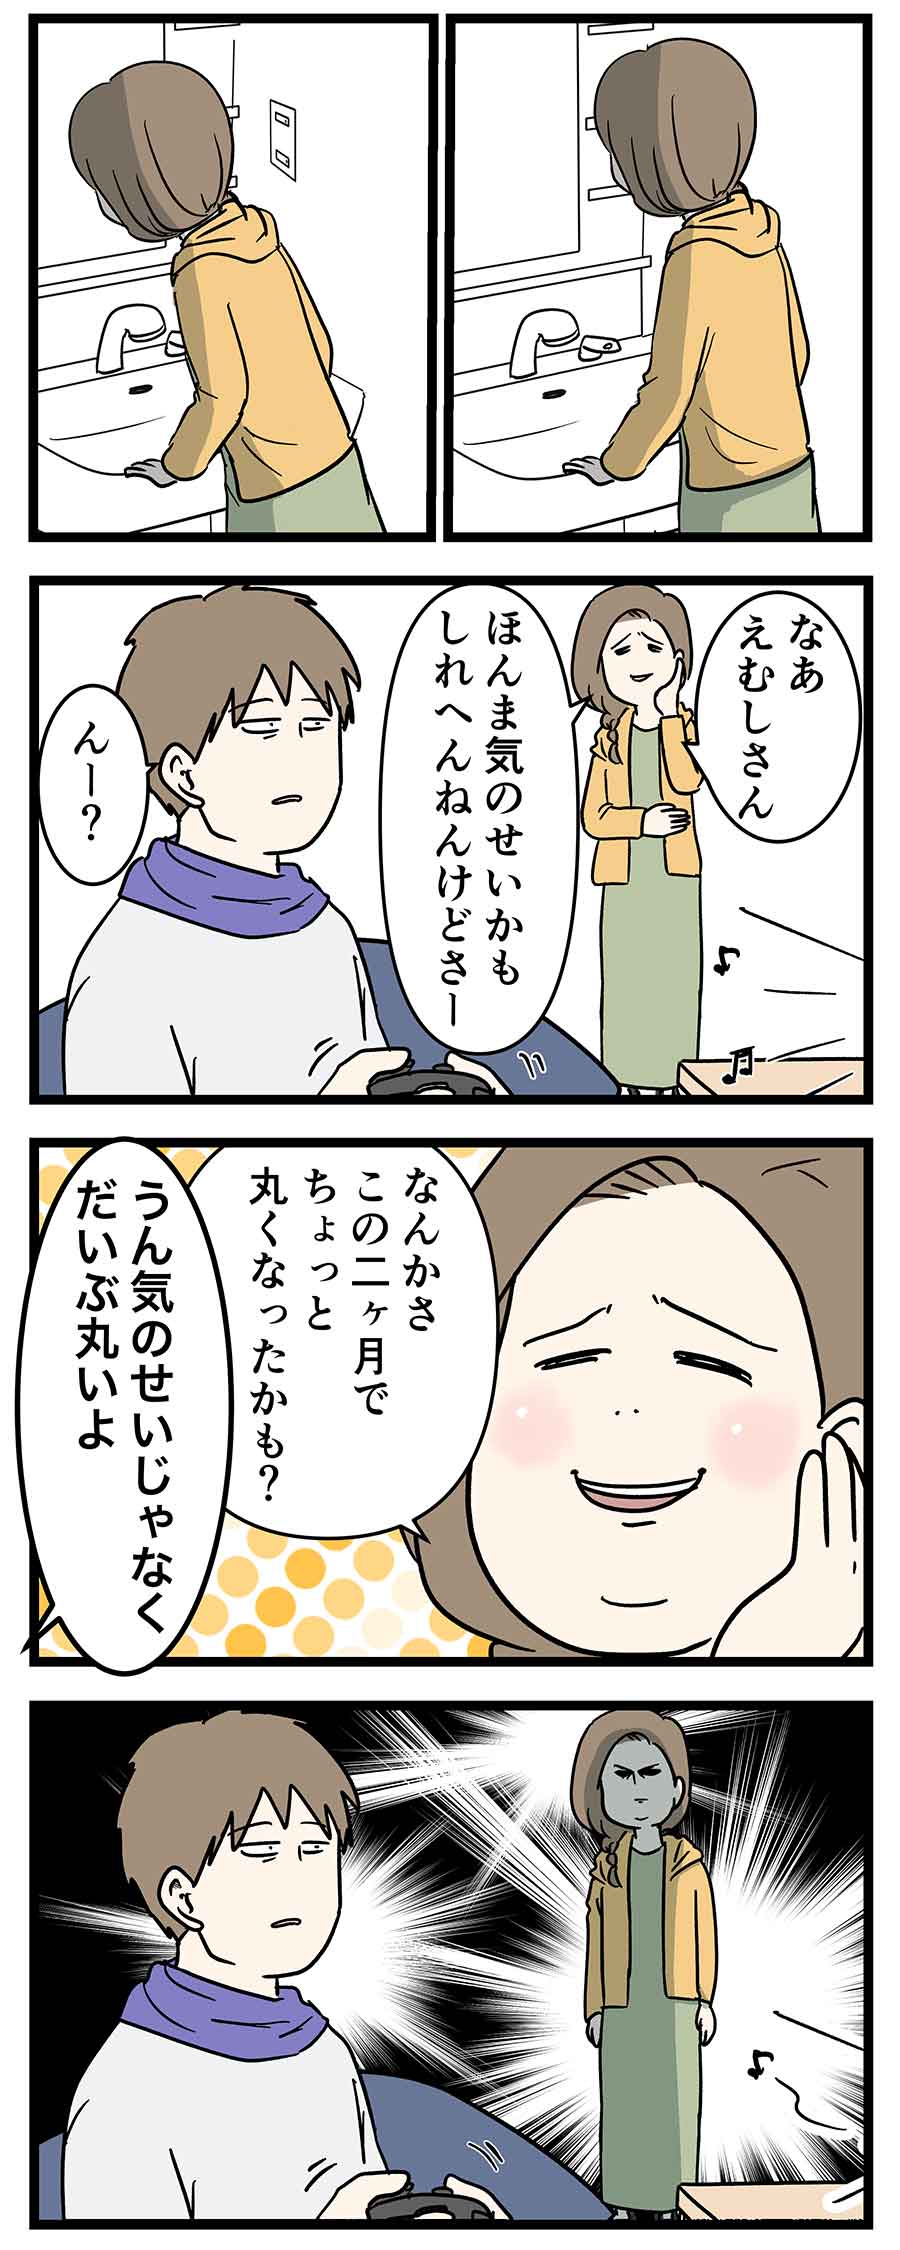 なあ
えむしさん
ほんま気のせいかも
しれへんねんけどさー
んー？
なんかさ
この二ヶ月で
ちょっと
丸くなったかも？
うん気のせいじゃなく
だいぶ丸いよ